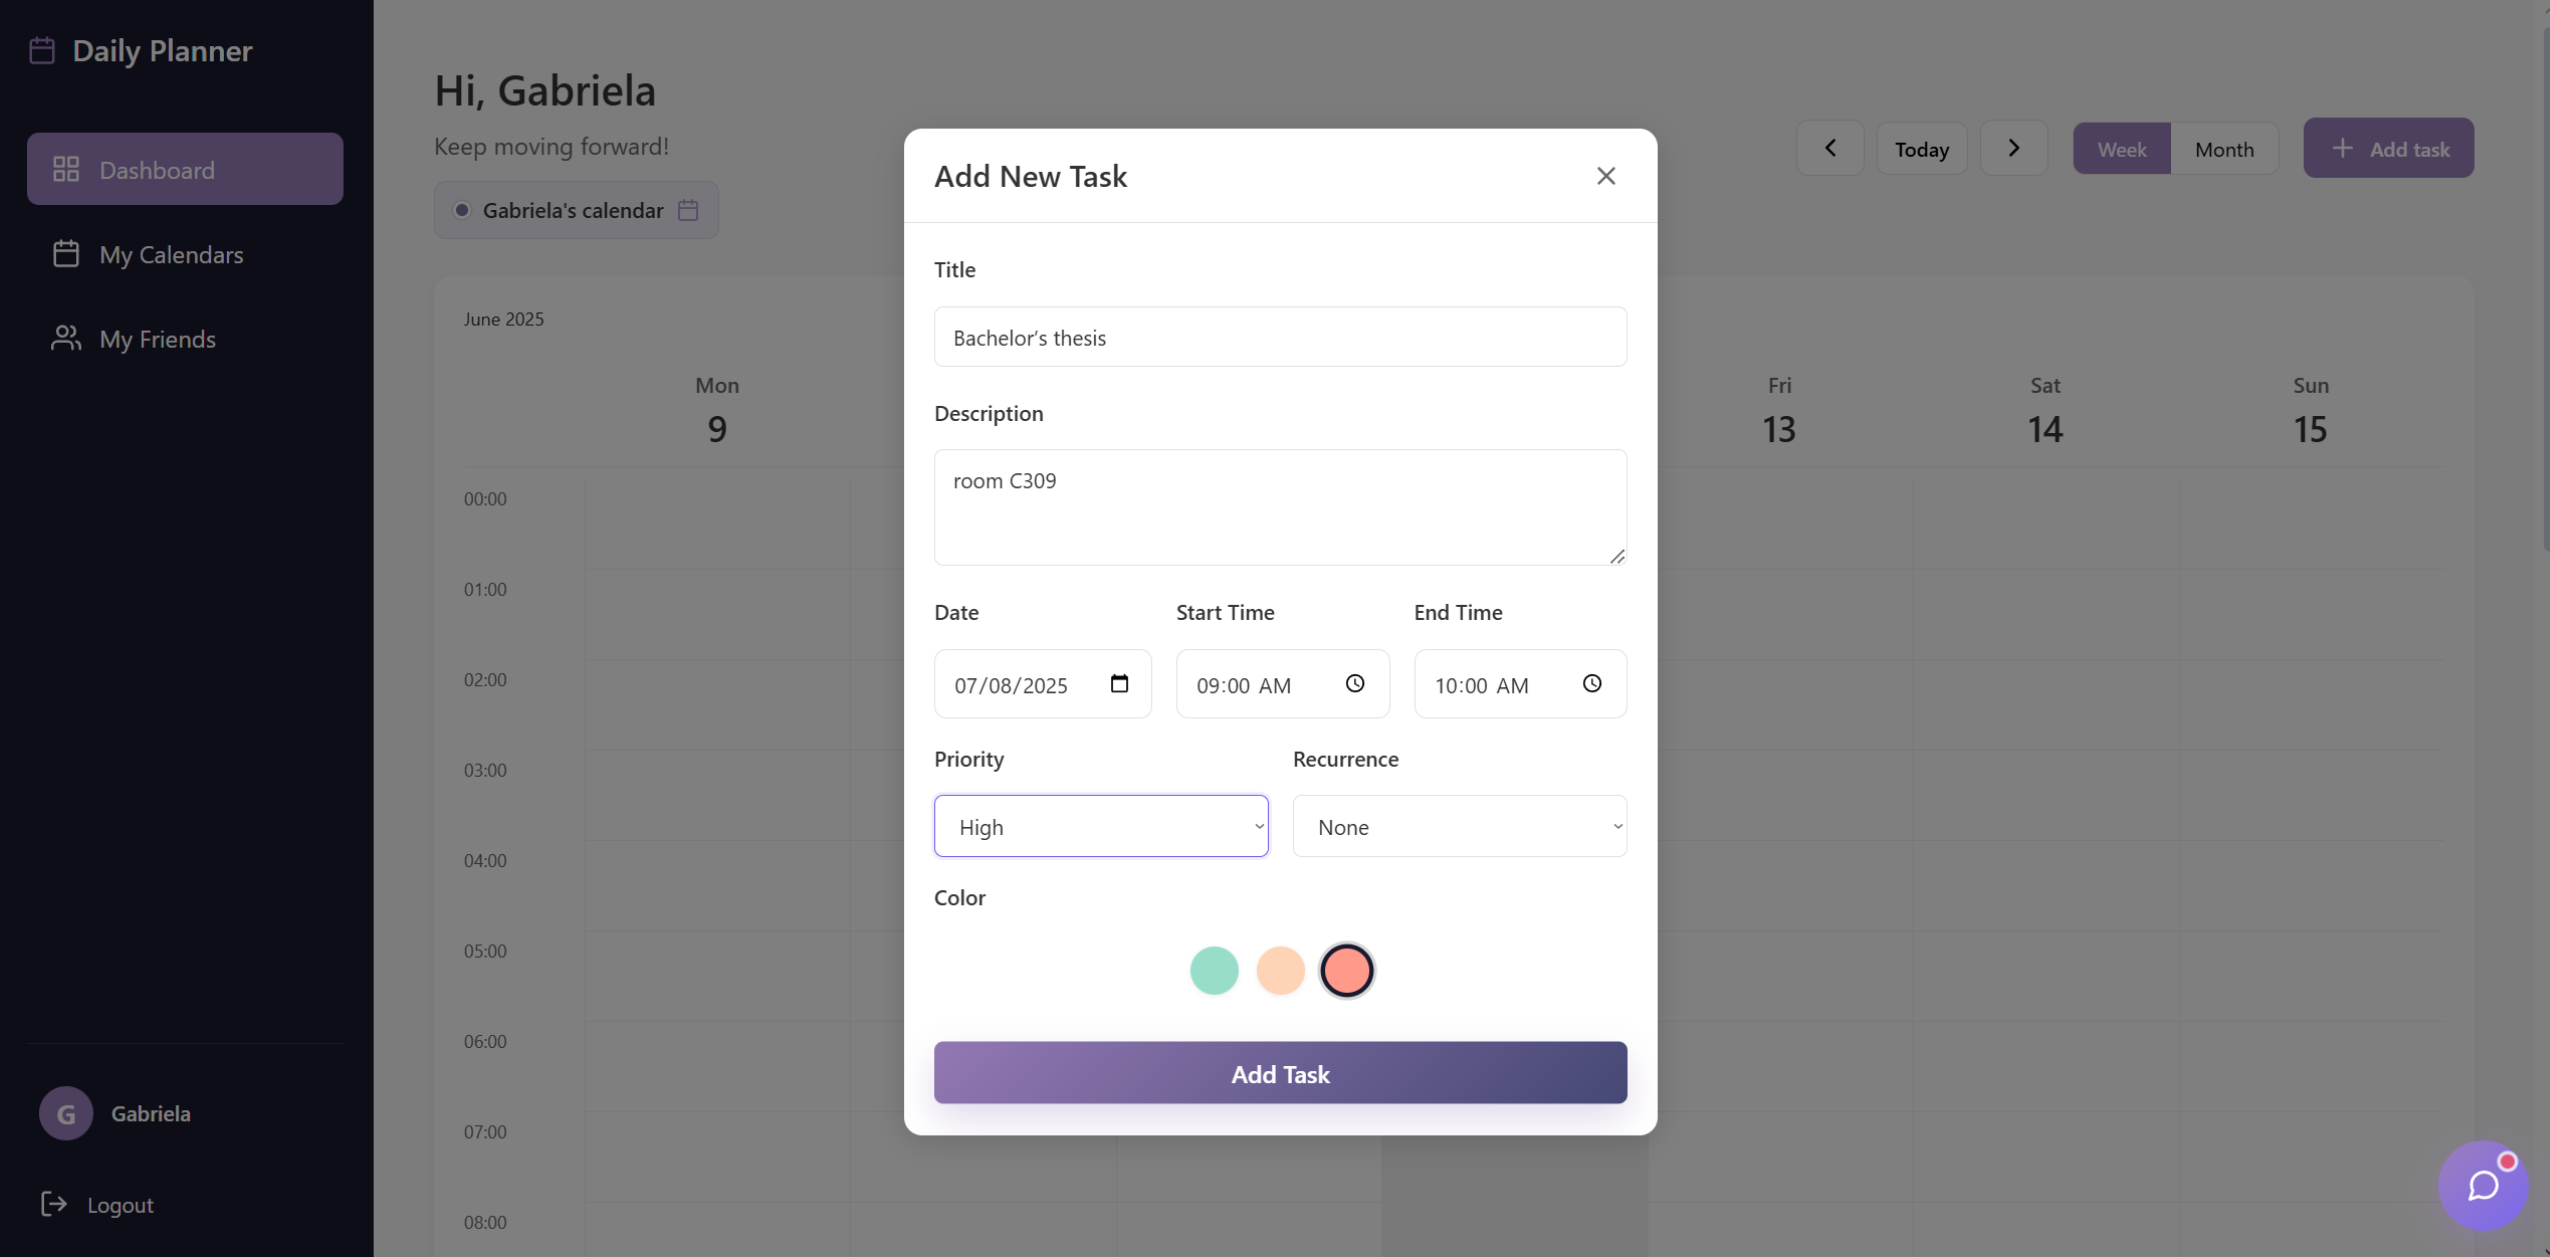 Daily Planner
Dashboard
My Calendars
My Friends
G Gabriela
Logout
Hi, Gabriela
Keep moving forward!
Gabriela's calendar
Today
Week
Month
Add task
June 2025
Mon
9
Fri
13
Sat
14
Sun
15
00:00
01:00
02:00
03:00
04:00
05:00
06:00
07:00
08:00
Add New Task
Title
Bachelor’s thesis
Description
room C309
Date Start Time End Time
07/08/2025 09:00 AM 10:00 AM
Priority Recurrence
High None
Color
Add Task